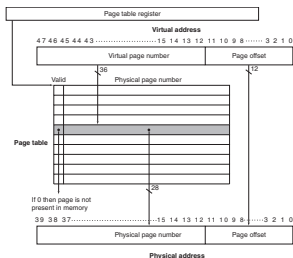 Page table register
Virtual address
47 46 45 44 43 ..................... 15 14 13 12 11 10 9 8 ....... 3 2 1 0
Virtual page number Page offset
36 12
Valid Physical page number
Page table
28
If 0 then page is not
present in memory
39 38 37 ......................... 15 14 13 12 11 10 9 8 ....... 3 2 1 0
Physical page number Page offset
Physical address